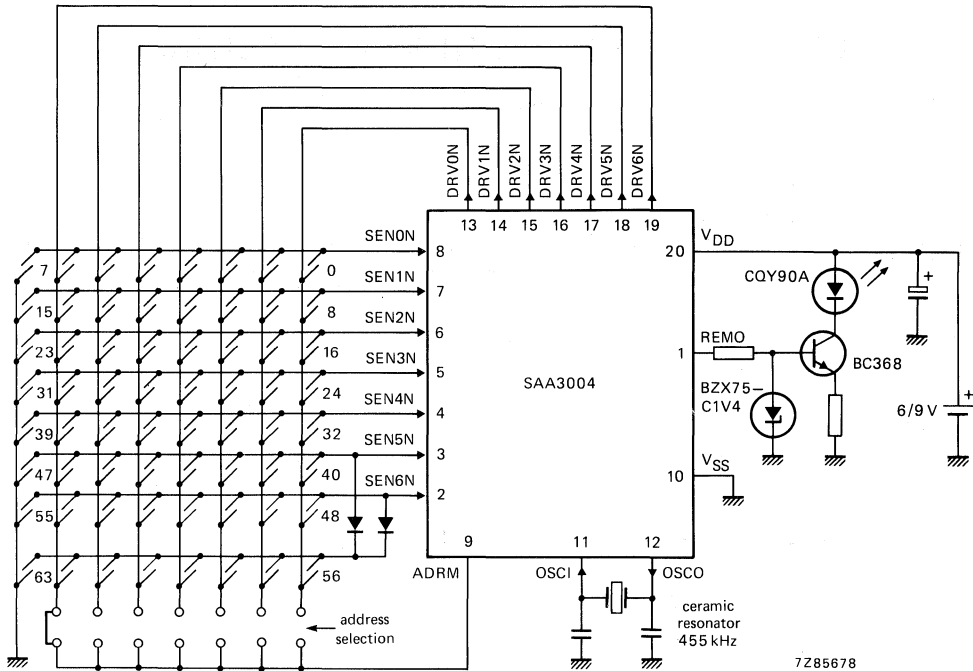 DRV0N
DRV1N
DRV2N
DRV3N
DRV4N
DRV5N
DRV6N
13 14 15 16 17 18 19
SEN0N 8
SEN1N 7
SEN2N 6
SEN3N 5
SEN4N 4
SEN5N 3
SEN6N 2
7 0
15 8
23 16
31 24
39 32
47 40
55 48
63 56
SAA3004
20 VDD
CQY90A
+
1 REMO
BC368
BZX75–
C1V4
6/9 V
+
10 VSS
9
ADRM
11 12
OSCI OSCO
address
selection
ceramic
resonator
455 kHz
7Z85678